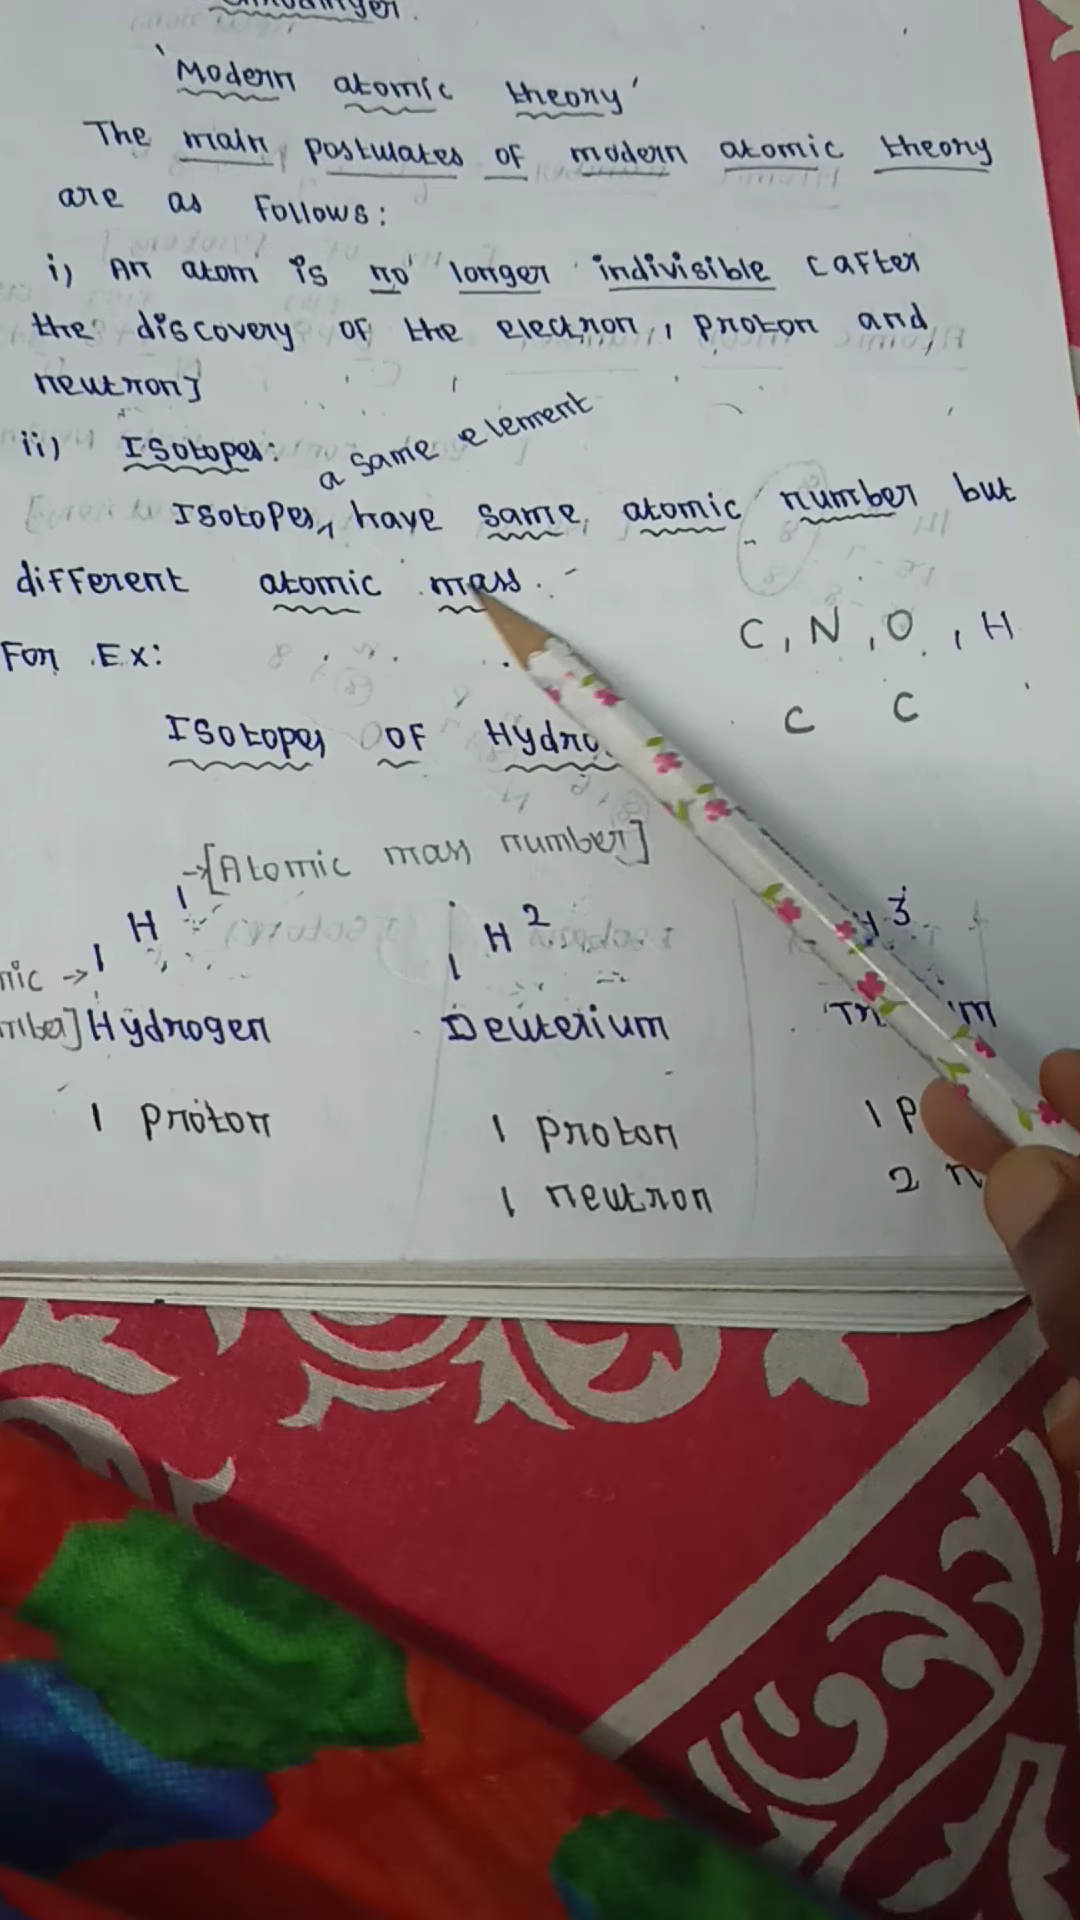 'Modern atomic theory'
The main postulates of modern atomic theory
are as follows:
i) An atom is no longer indivisible [after
the discovery of the electron, proton and
neutron]
ii) Isotopes:
a same element
Isotopes, have same atomic number but
different atomic mass.
C, N, O, H
For Ex:
C C
Isotopes of
→[Atomic mass number]
1 H 1
1 H 2
H 3
→
Hydrogen
Deuterium
1 proton
1 proton
1 P
1 neutron
2 n